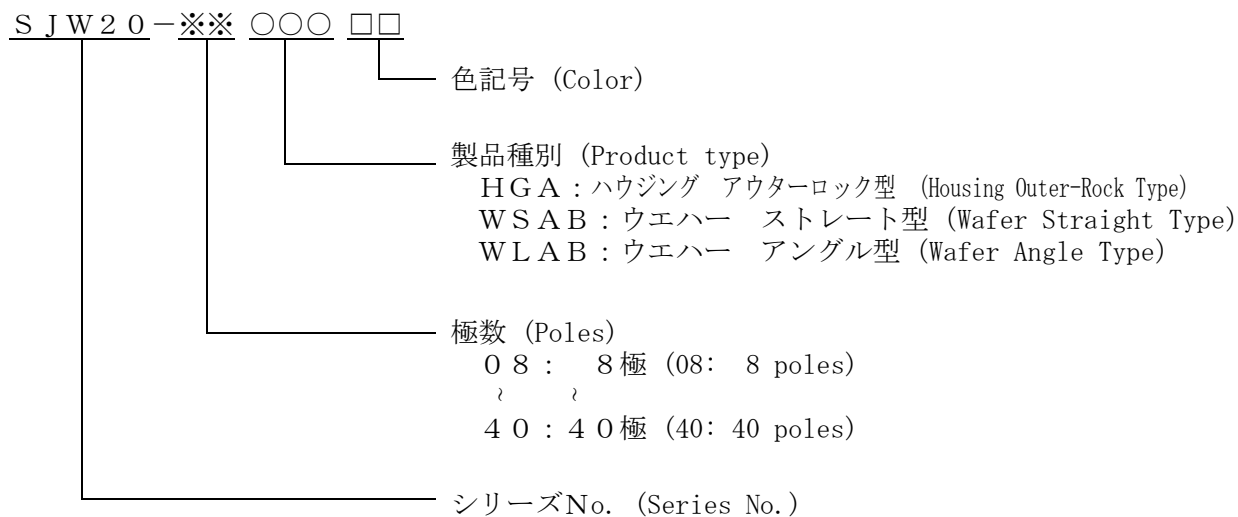 ＳＪＷ２０－※※ ○○○ □□
色記号 (Color)
製品種別 (Product type)
ＨＧＡ：ハウジング　アウターロック型 (Housing Outer-Rock Type)
ＷＳＡＢ：ウエハー　ストレート型 (Wafer Straight Type)
ＷＬＡＢ：ウエハー　アングル型 (Wafer Angle Type)
極数 (Poles)
０８：　８極 (08:　8 poles)
～　～
４０：４０極 (40: 40 poles)
シリーズNo. (Series No.)